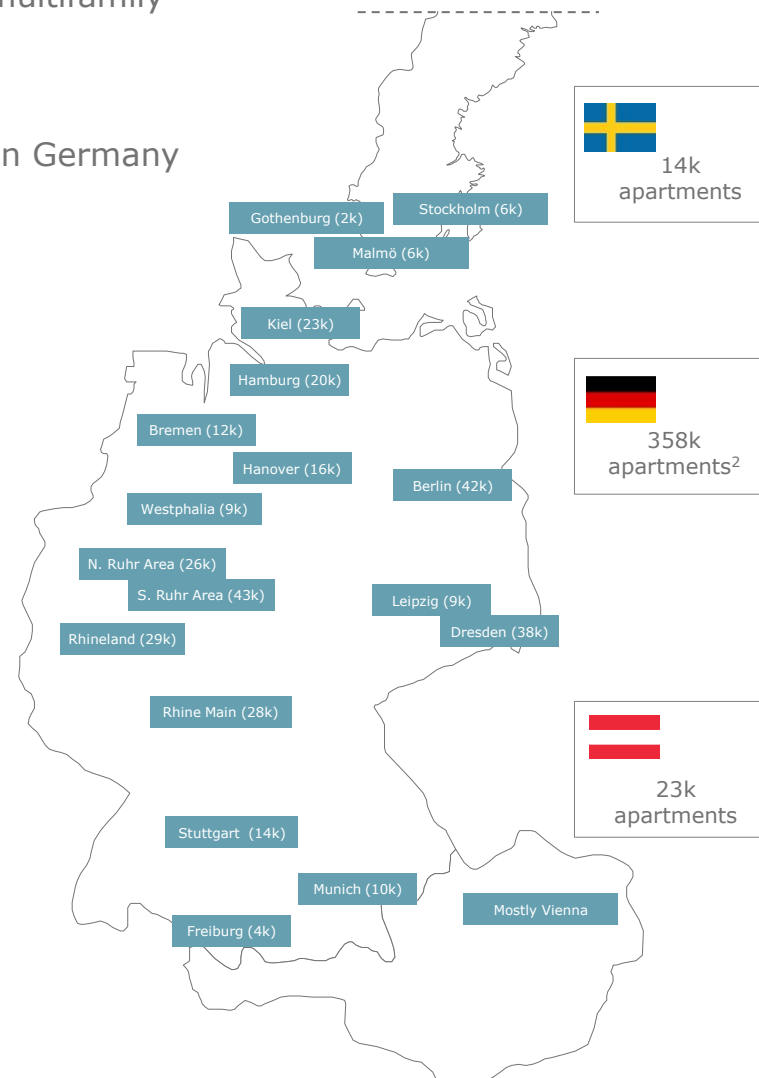 multifamily
n Germany
14k
apartments
Gothenburg (2k)
Stockholm (6k)
Malmö (6k)
Kiel (23k)
Hamburg (20k)
358k
apartments2
Bremen (12k)
Hanover (16k)
Berlin (42k)
Westphalia (9k)
N. Ruhr Area (26k)
S. Ruhr Area (43k)
Leipzig (9k)
Dresden (38k)
Rhineland (29k)
Rhine Main (28k)
23k
apartments
Stuttgart (14k)
Munich (10k)
Mostly Vienna
Freiburg (4k)